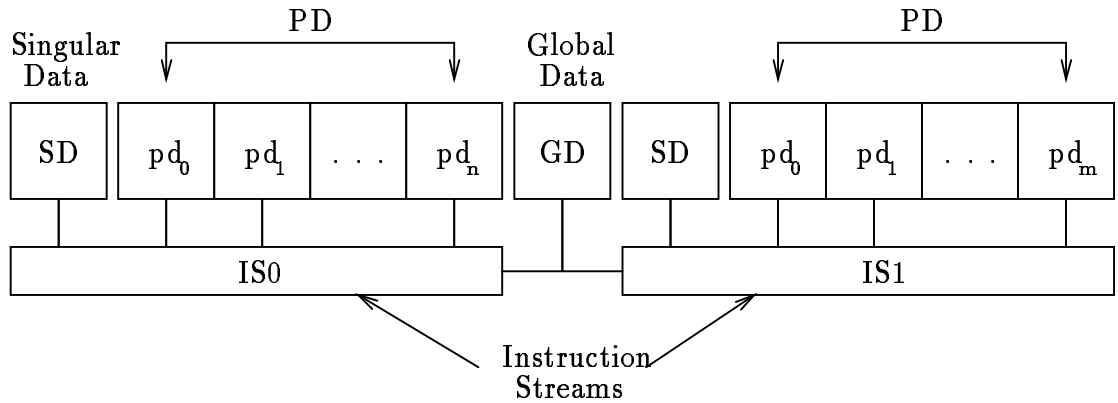 PD
PD
Singular
Data
Global
Data
SD
pd0
pd1
. . .
pdn
GD
SD
pd0
pd1
. . .
pdm
IS0
IS1
Instruction
Streams